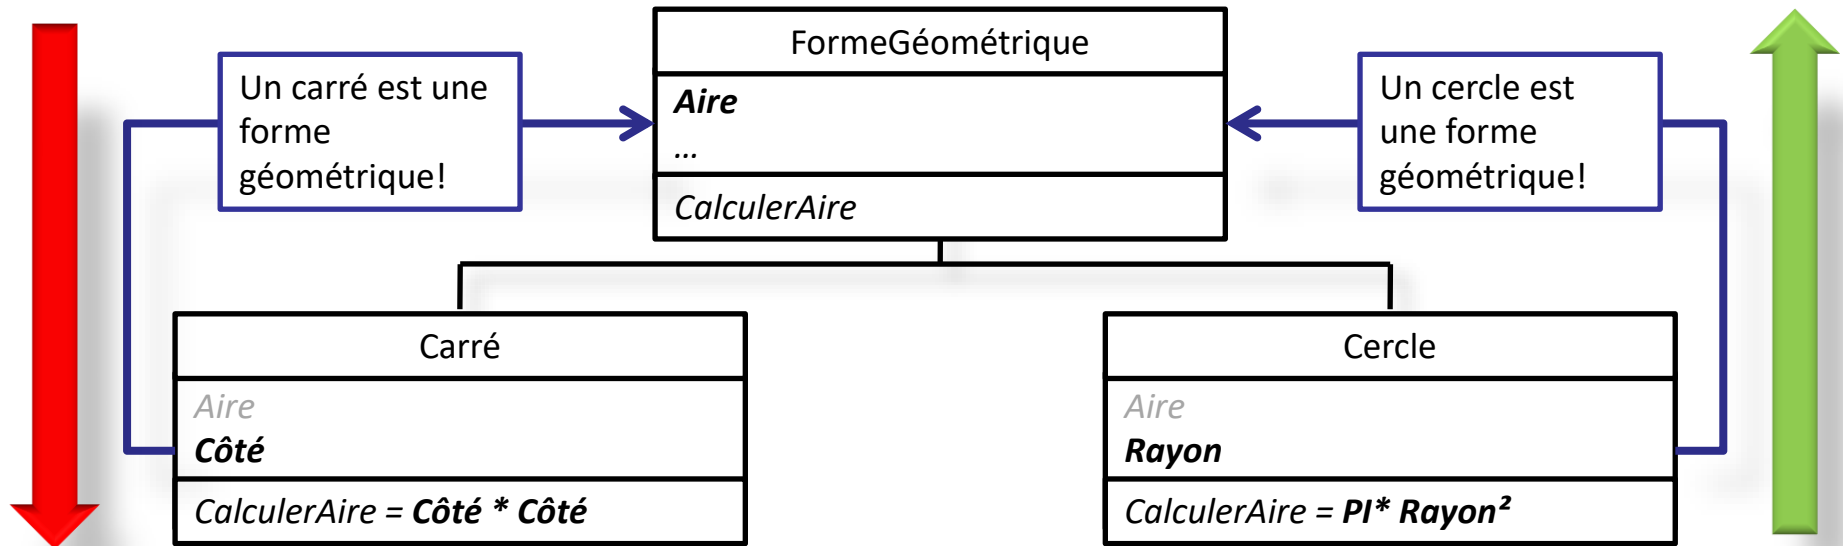 FormeGéométrique
Aire
...
CalculerAire
Un carré est une
forme
géométrique!
Un cercle est
une forme
géométrique!
Carré
Aire
Côté
CalculerAire = Côté * Côté
Cercle
Aire
Rayon
CalculerAire = PI* Rayon²